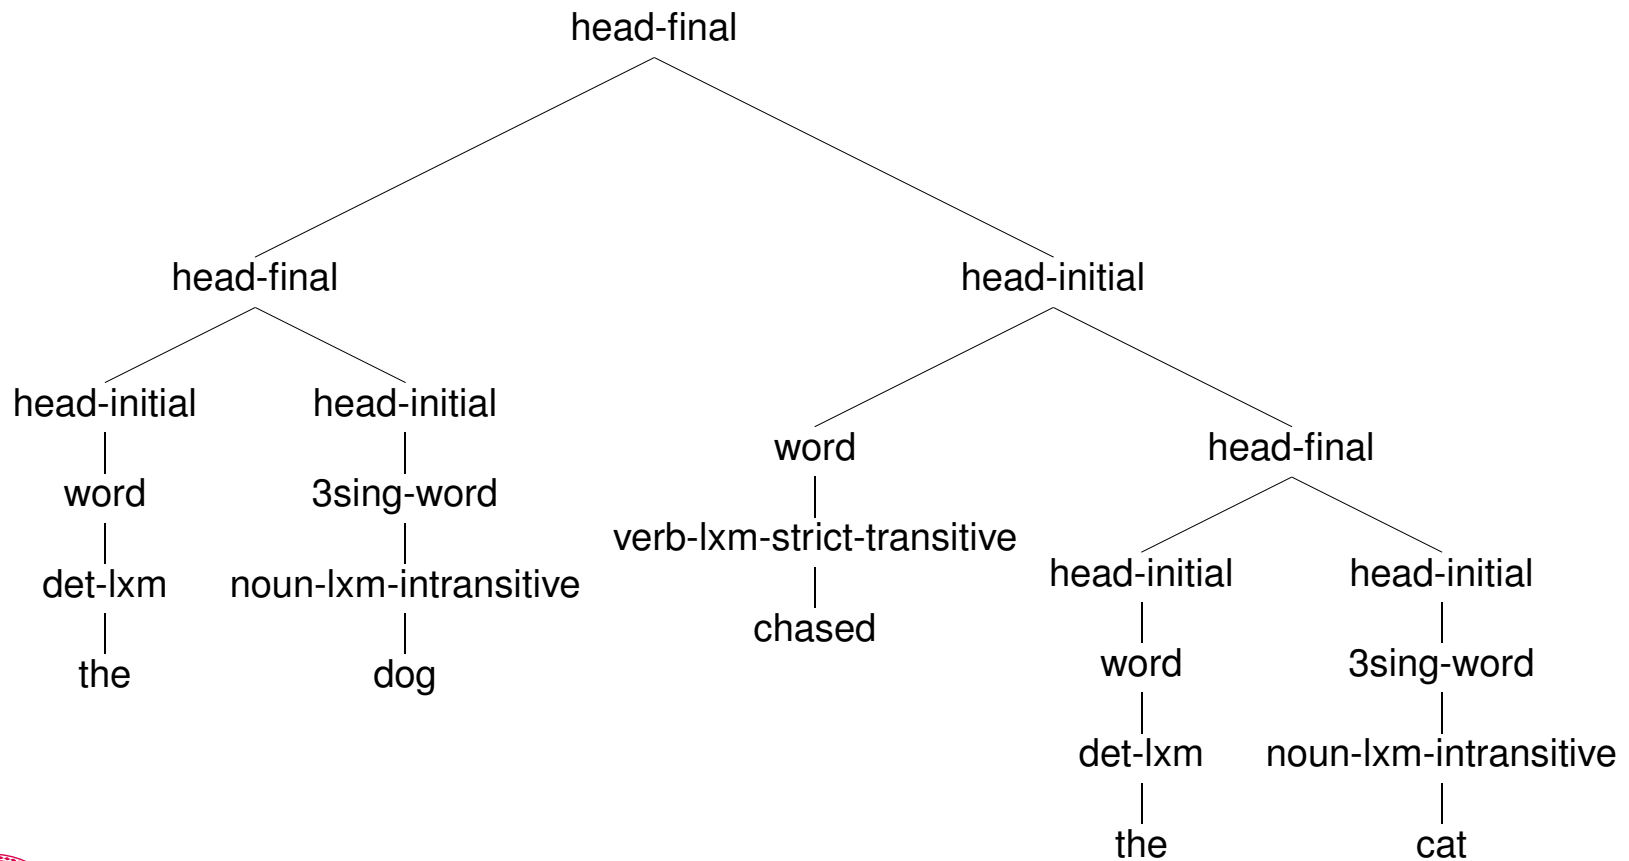 head-final
head-final head-initial
head-initial head-initial
word head-final
word 3sing-word
verb-lxm-strict-transitive
det-lxm noun-lxm-intransitive head-initial head-initial
chased
the dog word 3sing-word
det-lxm noun-lxm-intransitive
the cat